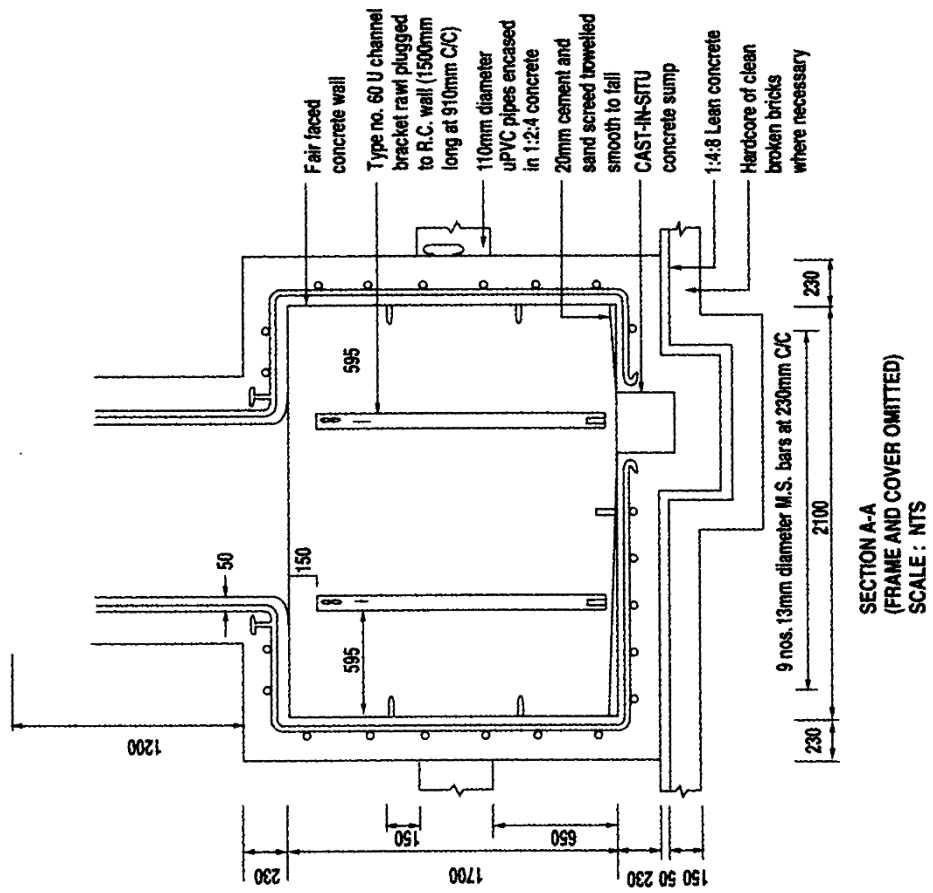 Fair faced
concrete wall
Type no. 60 U channel
bracket rawl plugged
to R.C. wall (1500mm
long at 910mm C/C)
110mm diameter
uPVC pipes encased
in 1:2:4 concrete
20mm cement and
sand screed trowelled
smooth to fall
CAST-IN-SITU
concrete sump
1:4:8 Lean concrete
Hardcore of clean
broken bricks
where necessary
50
150
595
595
1200
230
150
1700
650
230
50
150
9 nos. 13mm diameter M.S. bars at 230mm C/C
230
2100
230
SECTION A-A
(FRAME AND COVER OMITTED)
SCALE : NTS